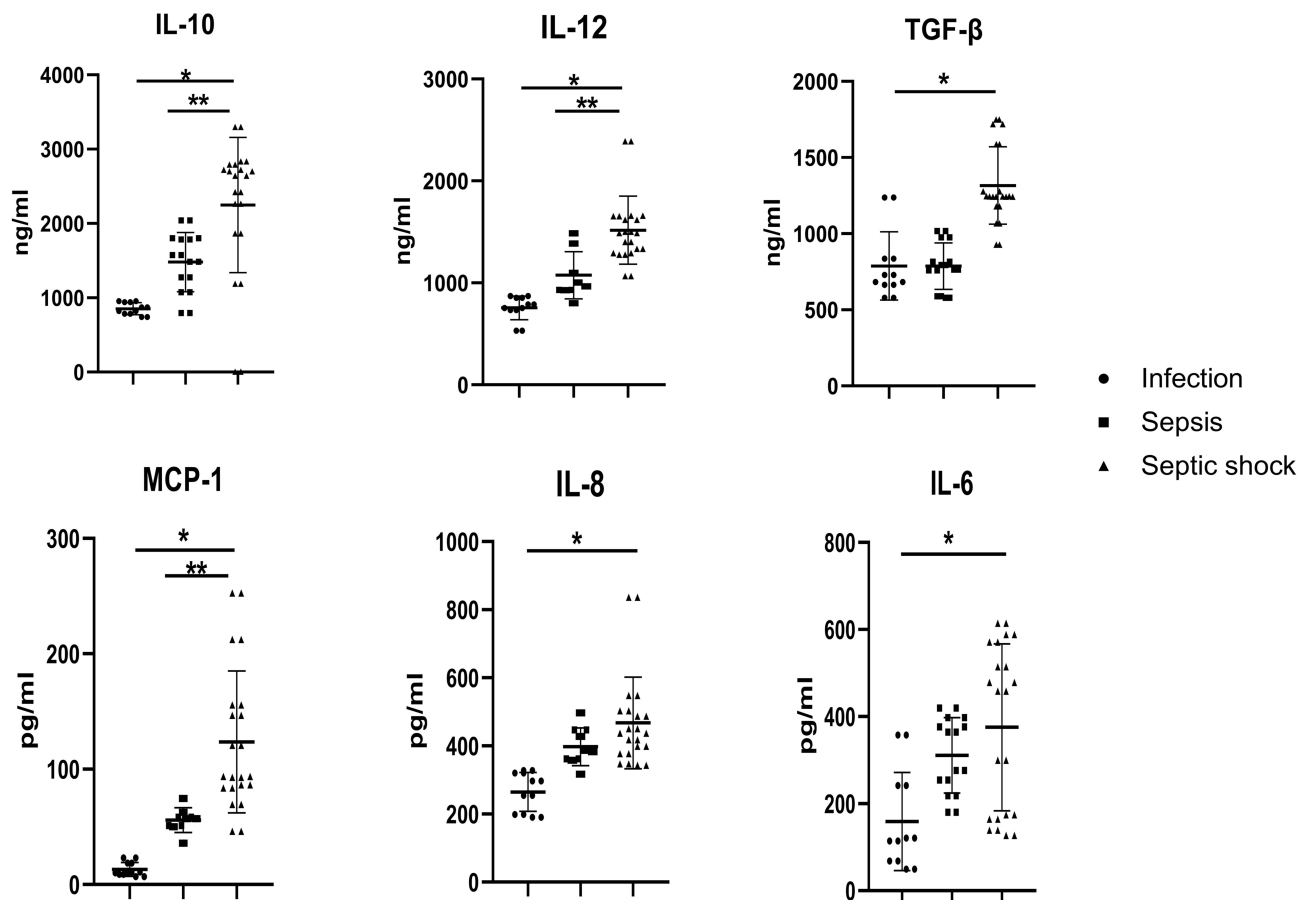 IL-10
4000
3000
2000
1000
0
ng/ml
*
**
IL-12
3000
2000
1000
0
ng/ml
*
**
TGF-β
2000
1500
1000
500
0
ng/ml
*
Infection
Sepsis
Septic shock
MCP-1
300
200
100
0
pg/ml
*
**
IL-8
1000
800
600
400
200
0
pg/ml
*
IL-6
800
600
400
200
0
pg/ml
*